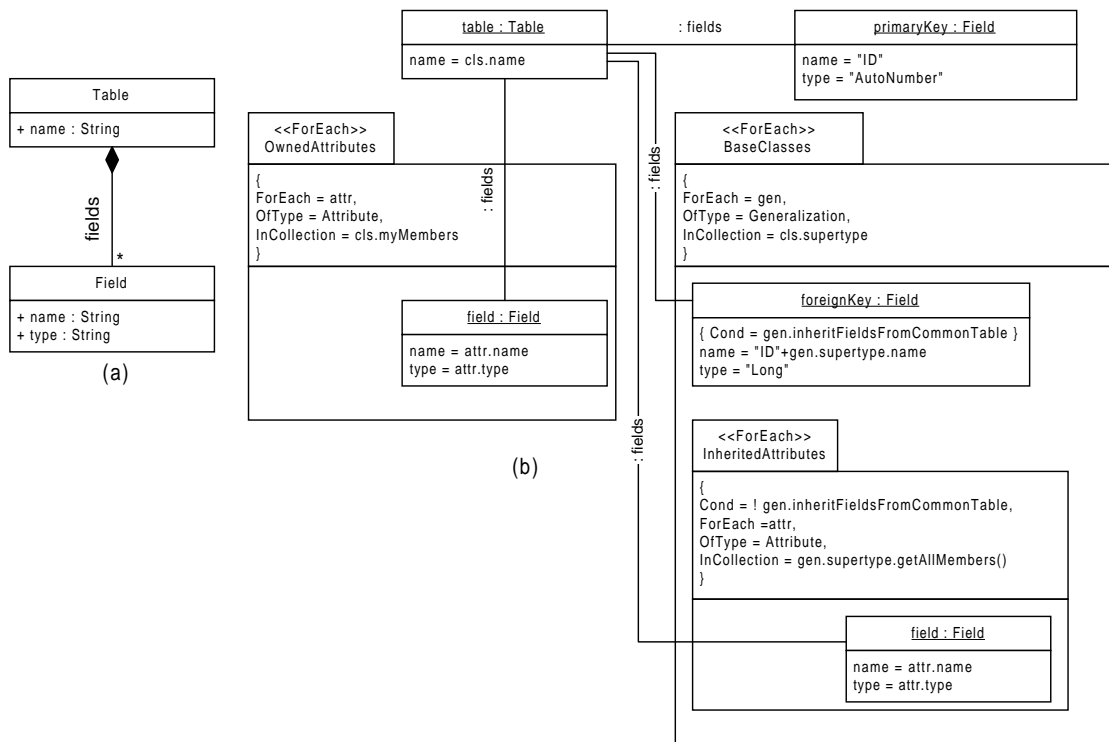 Table
+ name : String
fields
*
Field
+ name : String
+ type : String
(a)
table : Table
name = cls.name
: fields
primaryKey : Field
name = "ID"
type = "AutoNumber"
<<ForEach>>
OwnedAttributes
{
ForEach = attr,
OfType = Attribute,
InCollection = cls.myMembers
}
: fields
field : Field
name = attr.name
type = attr.type
(b)
: fields
: fields
<<ForEach>>
BaseClasses
{
ForEach = gen,
OfType = Generalization,
InCollection = cls.supertype
}
foreignKey : Field
{ Cond = gen.inheritFieldsFromCommonTable }
name = "ID"+gen.supertype.name
type = "Long"
<<ForEach>>
InheritedAttributes
{
Cond = ! gen.inheritFieldsFromCommonTable,
ForEach =attr,
OfType = Attribute,
InCollection = gen.supertype.getAllMembers()
}
field : Field
name = attr.name
type = attr.type